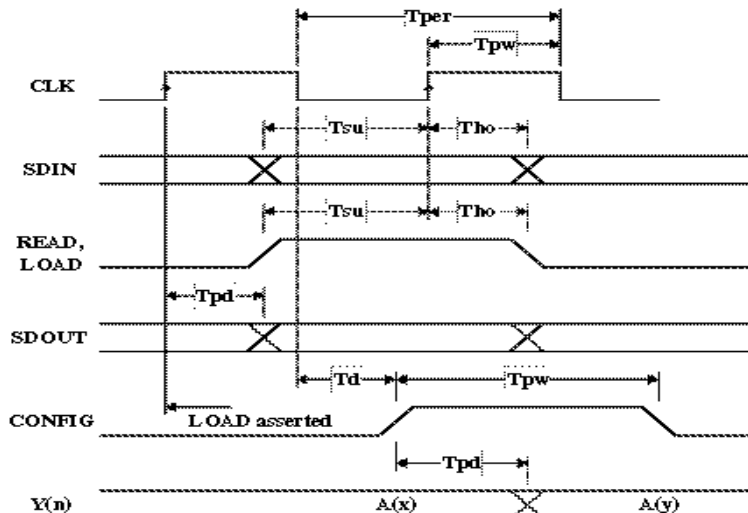 Tper
Tpw
CLK
Tsu Tho
SDIN
Tsu Tho
READ,
LOAD
Tpd
SDOUT
Td Tpw
CONFIG LOAD asserted
Tpd
Y(n) A(x) A(y)